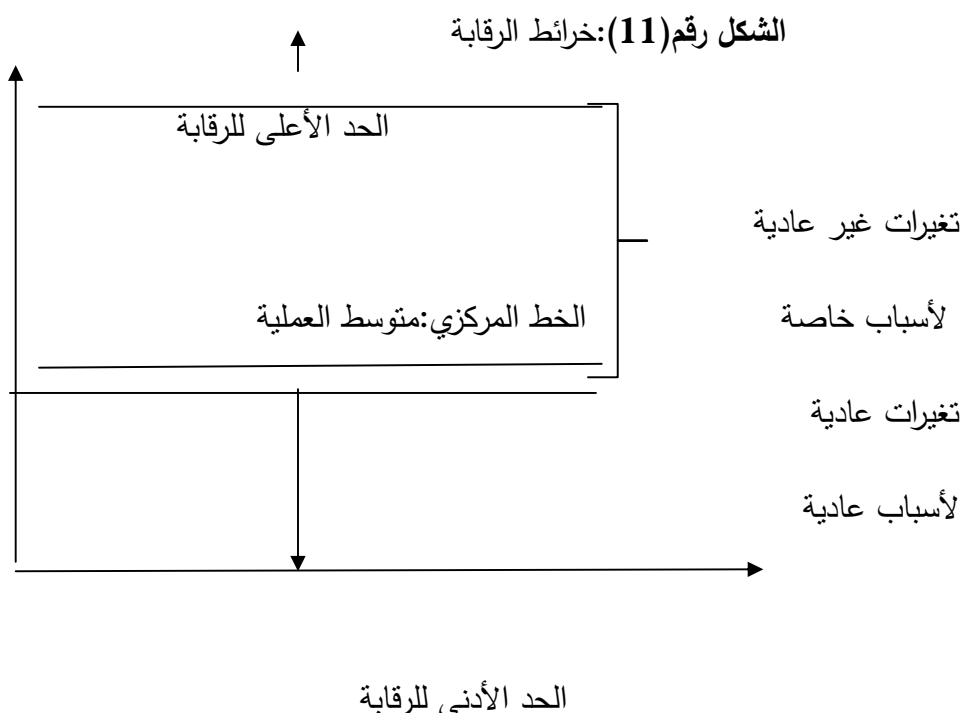 الشكل رقم(11):خرائط الرقابة
الحد الأعلى للرقابة
تغيرات غير عادية
لأسباب خاصة
الخط المركزي:متوسط العملية
تغيرات عادية
لأسباب عادية
الحد الأدنى للرقابة